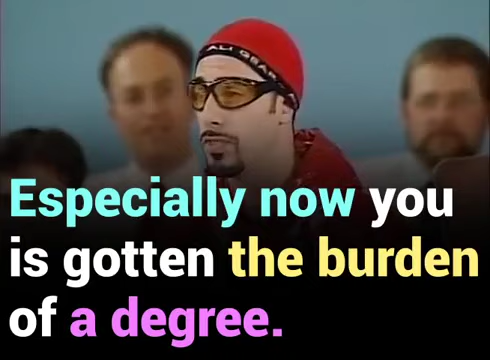 ALI G
Especially now you
is gotten the burden
of a degree.